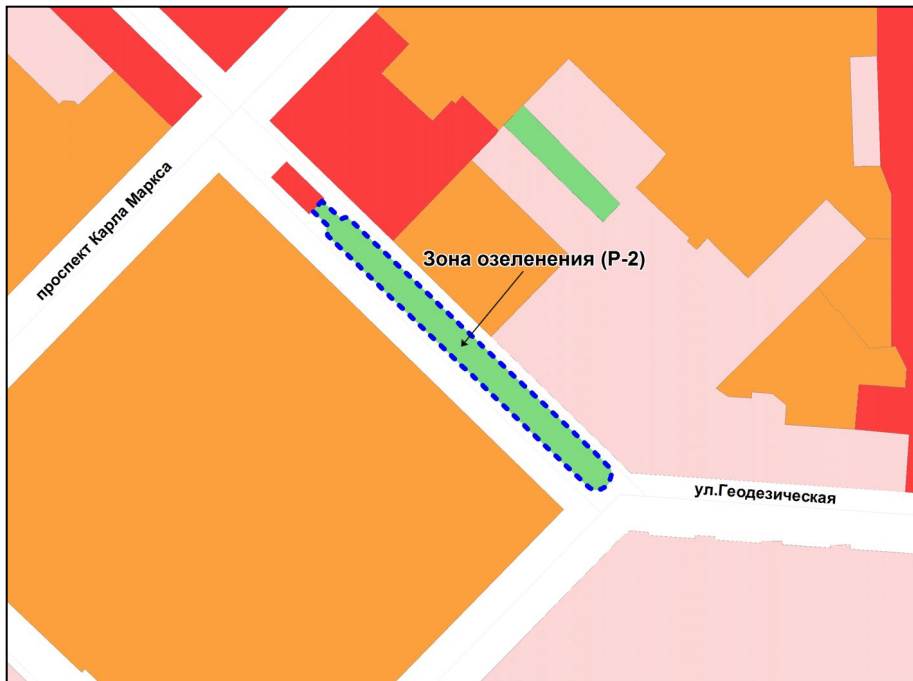 проспект Карла Маркса
Зона озеленения (Р-2)
ул.Геодезическая